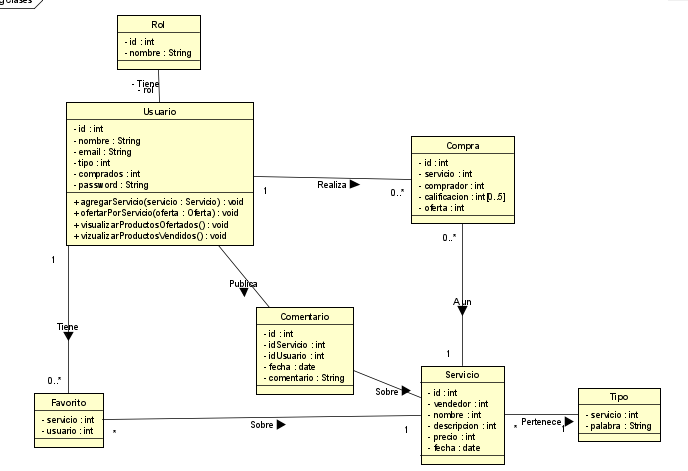 Clases
Rol
- id : int
- nombre : String
- Tiene
- rol
Usuario
- id : int
- nombre : String
- email : String
- tipo : int
- comprados : int
- password : String
+ agregarServicio(servicio : Servicio) : void
+ ofertarPorServicio(oferta : Oferta) : void
+ visualizarProductosOfertados() : void
+ vizualizarProductosVendidos() : void
1
Realiza
0..*
Compra
- id : int
- servicio : int
- comprador : int
- calificacion : int[0..5]
- oferta : int
0..*
A un
1
1
Tiene
0..*
Publica
Comentario
- id : int
- idServicio : int
- idUsuario : int
- fecha : date
- comentario : String
Sobre
Servicio
- id : int
- vendedor : int
- nombre : int
- descripcion : int
- precio : int
- fecha : date
Favorito
- servicio : int
- usuario : int
*
Sobre
1
*
Pertenece
1
Tipo
- servicio : int
- palabra : String